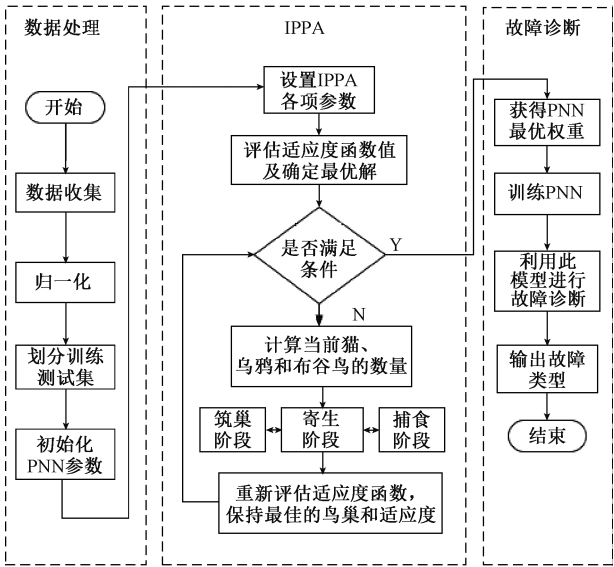 数据处理
开始
数据收集
归一化
划分训练
测试集
初始化
PNN参数
IPPA
设置IPPA
各项参数
评估适应度函数值
及确定最优解
是否满足
条件
Y
N
计算当前猫、
乌鸦和布谷鸟的数量
筑巢
阶段
寄生
阶段
捕食
阶段
重新评估适应度函数，
保持最佳的鸟巢和适应度
故障诊断
获得PNN
最优权重
训练PNN
利用此
模型进行
故障诊断
输出故障
类型
结束